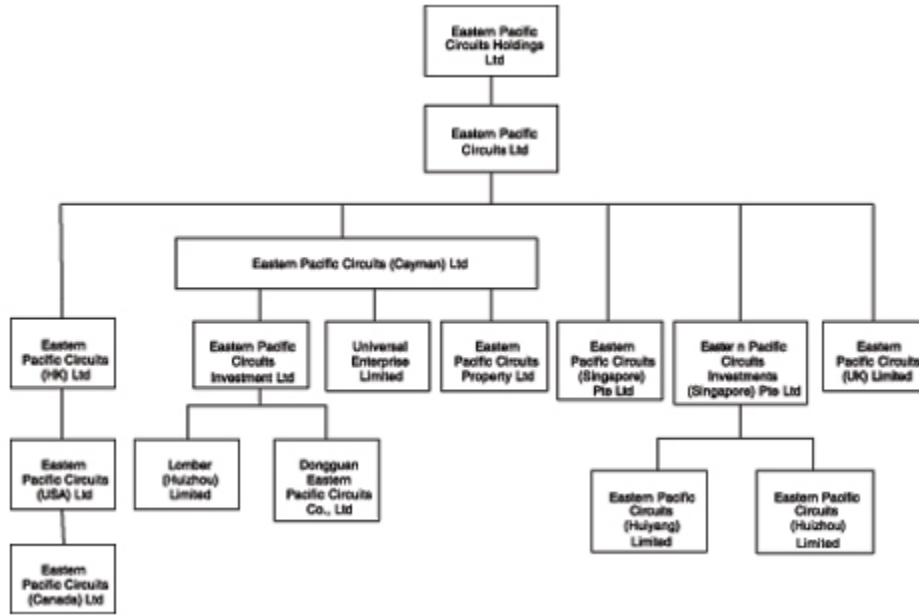 Eastern Pacific
Circuits Holdings
Ltd
Eastern Pacific
Circuits Ltd
Eastern Pacific Circuits (Cayman) Ltd
Eastern
Pacific Circuits
(HK) Ltd
Eastern Pacific
Circuits
Investment Ltd
Universal
Enterprise
Limited
Eastern
Pacific Circuits
Property Ltd
Eastern
Pacific Circuits
(Singapore)
Pte Ltd
Easter n Pacific
Circuits
Investments
(Singapore) Pte Ltd
Eastern
Pacific Circuits
(UK) Limited
Eastern
Pacific Circuits
(USA) Ltd
Lomber
(Huizhou)
Limited
Dongguan
Eastern
Pacific Circuits
Co., Ltd
Eastern Pacific
Circuits
(Huiyang)
Limited
Eastern Pacific
Circuits
(Huizhou)
Limited
Eastern
Pacific Circuits
(Canada) Ltd